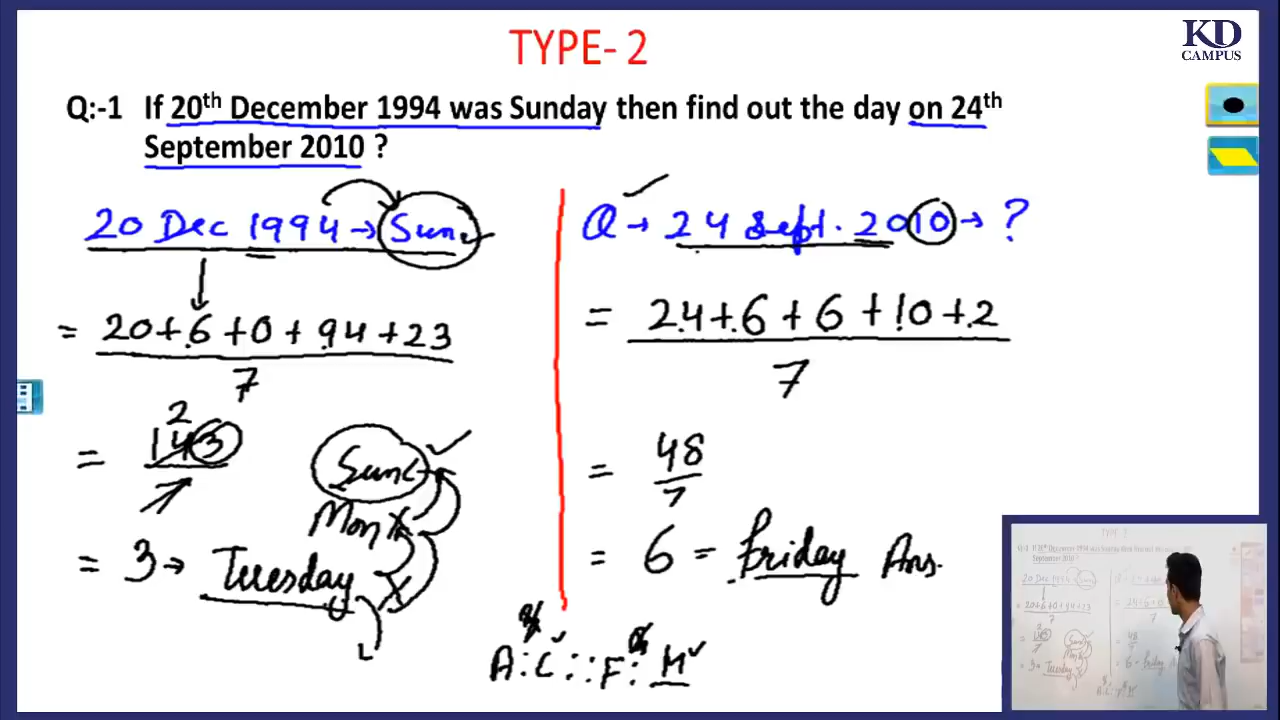 TYPE- 2
KD
CAMPUS
Q:-1 If 20th December 1994 was Sunday then find out the day on 24th
September 2010 ?
20 Dec 1994 → Sun
= 20+6+0+94+23
7
2
= 143
7
Sun
Mon
= 3 → Tuesday
Q → 24 Sept. 2010 → ?
= 24+6+6+10+2
7
= 48
7
= 6 = Friday Ans.
A : C : : F : M